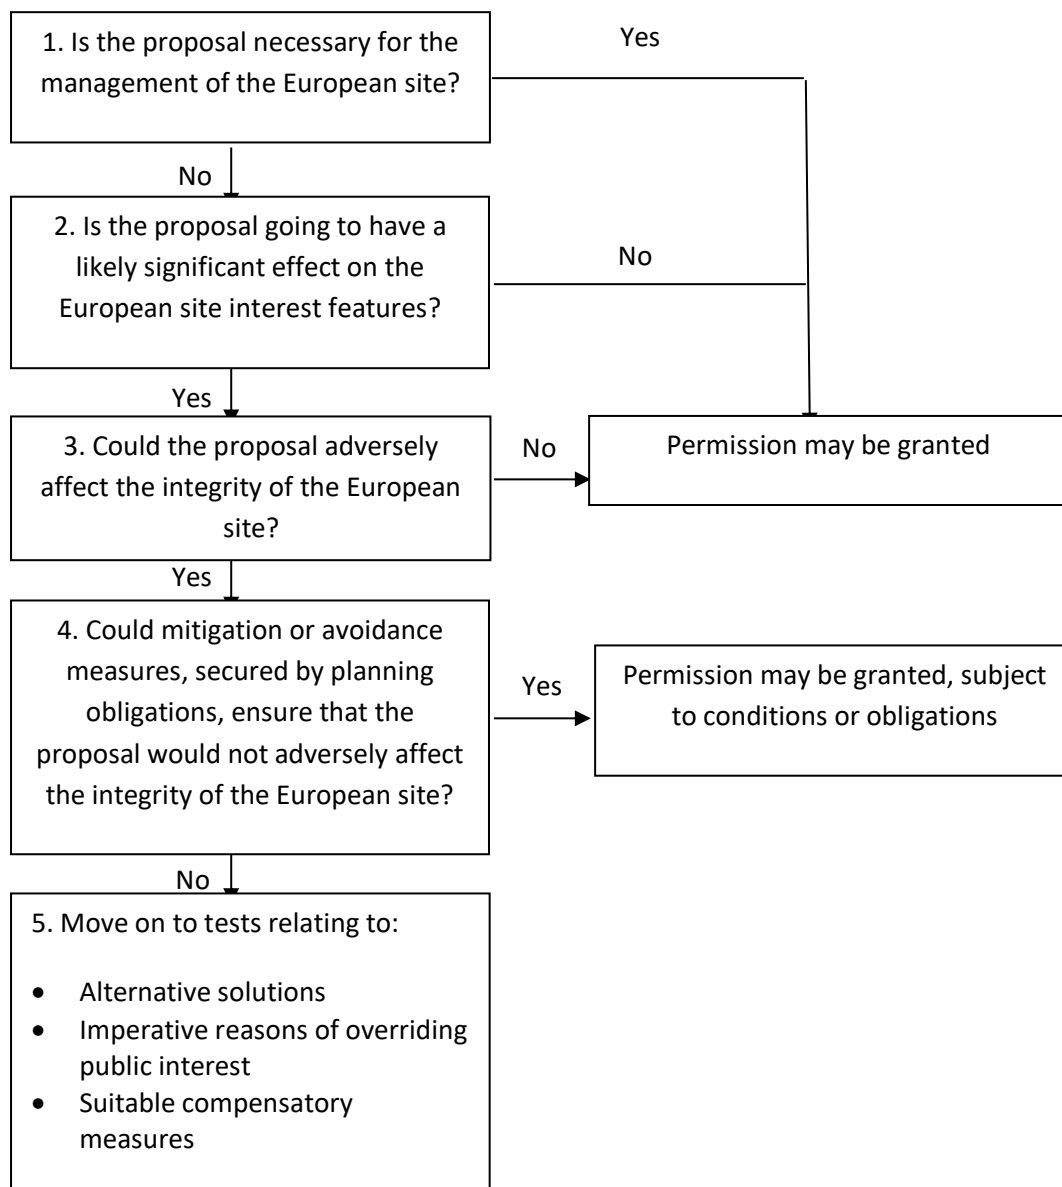 1. Is the proposal necessary for the
management of the European site?
Yes
No
2. Is the proposal going to have a
likely significant effect on the
European site interest features?
No
Yes
3. Could the proposal adversely
affect the integrity of the European
site?
No
Permission may be granted
Yes
4. Could mitigation or avoidance
measures, secured by planning
obligations, ensure that the
proposal would not adversely affect
the integrity of the European site?
Yes
Permission may be granted, subject
to conditions or obligations
No
5. Move on to tests relating to:
• Alternative solutions
• Imperative reasons of overriding
public interest
• Suitable compensatory
measures